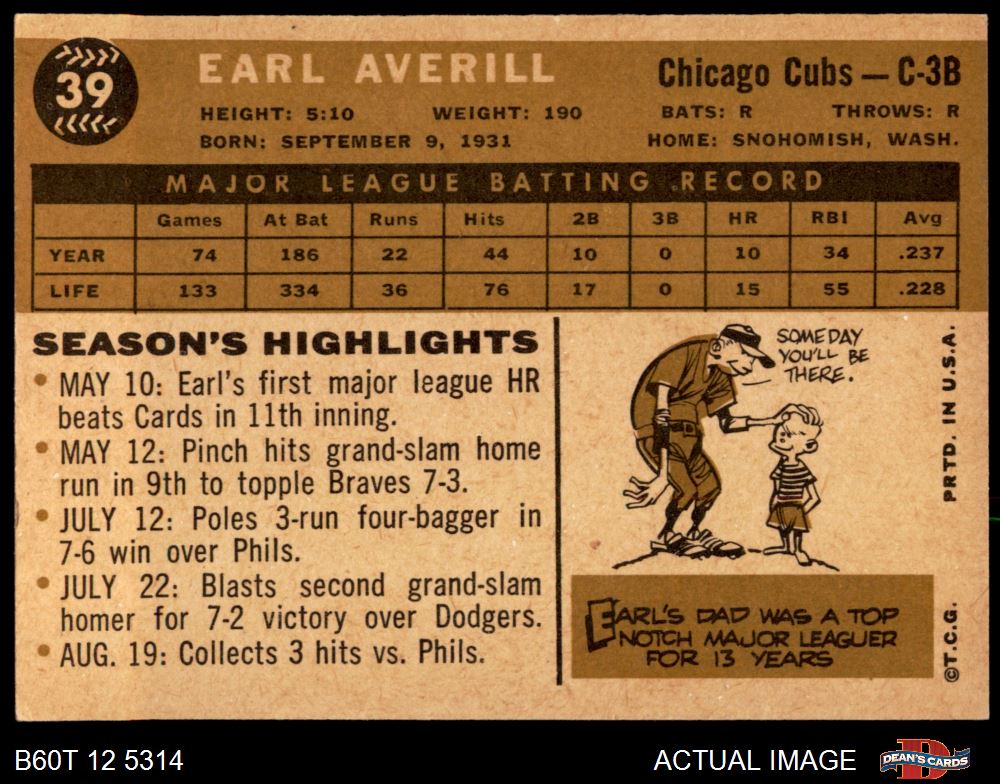 39
EARL AVERILL
Chicago Cubs — C-3B
HEIGHT: 5:10 WEIGHT: 190 BATS: R THROWS: R
BORN: SEPTEMBER 9, 1931 HOME: SNOHOMISH, WASH.
MAJOR LEAGUE BATTING RECORD
Games At Bat Runs Hits 2B 3B HR RBI Avg
YEAR 74 186 22 44 10 0 10 34 .237
LIFE 133 334 36 76 17 0 15 55 .228
SEASON'S HIGHLIGHTS
• MAY 10: Earl's first major league HR
beats Cards in 11th inning.
• MAY 12: Pinch hits grand-slam home
run in 9th to topple Braves 7-3.
• JULY 12: Poles 3-run four-bagger in
7-6 win over Phils.
• JULY 22: Blasts second grand-slam
homer for 7-2 victory over Dodgers.
• AUG. 19: Collects 3 hits vs. Phils.
SOMEDAY
YOU'LL BE
THERE.
EARL'S DAD WAS A TOP
NOTCH MAJOR LEAGUER
FOR 13 YEARS
PRTD. IN U.S.A.
©T.C.G.
B60T 12 5314
ACTUAL IMAGE
D
DEAN'S CARDS